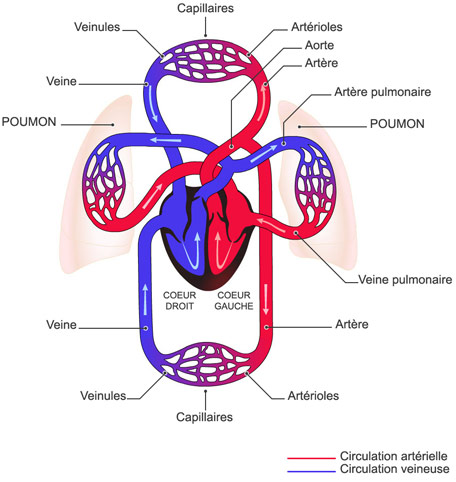 Capillaires
Veinules
Artérioles
Aorte
Veine
Artère
Artère pulmonaire
POUMON
POUMON
Veine pulmonaire
COEUR
DROIT
COEUR
GAUCHE
Veine
Artère
Veinules
Artérioles
Capillaires
Circulation artérielle
Circulation veineuse